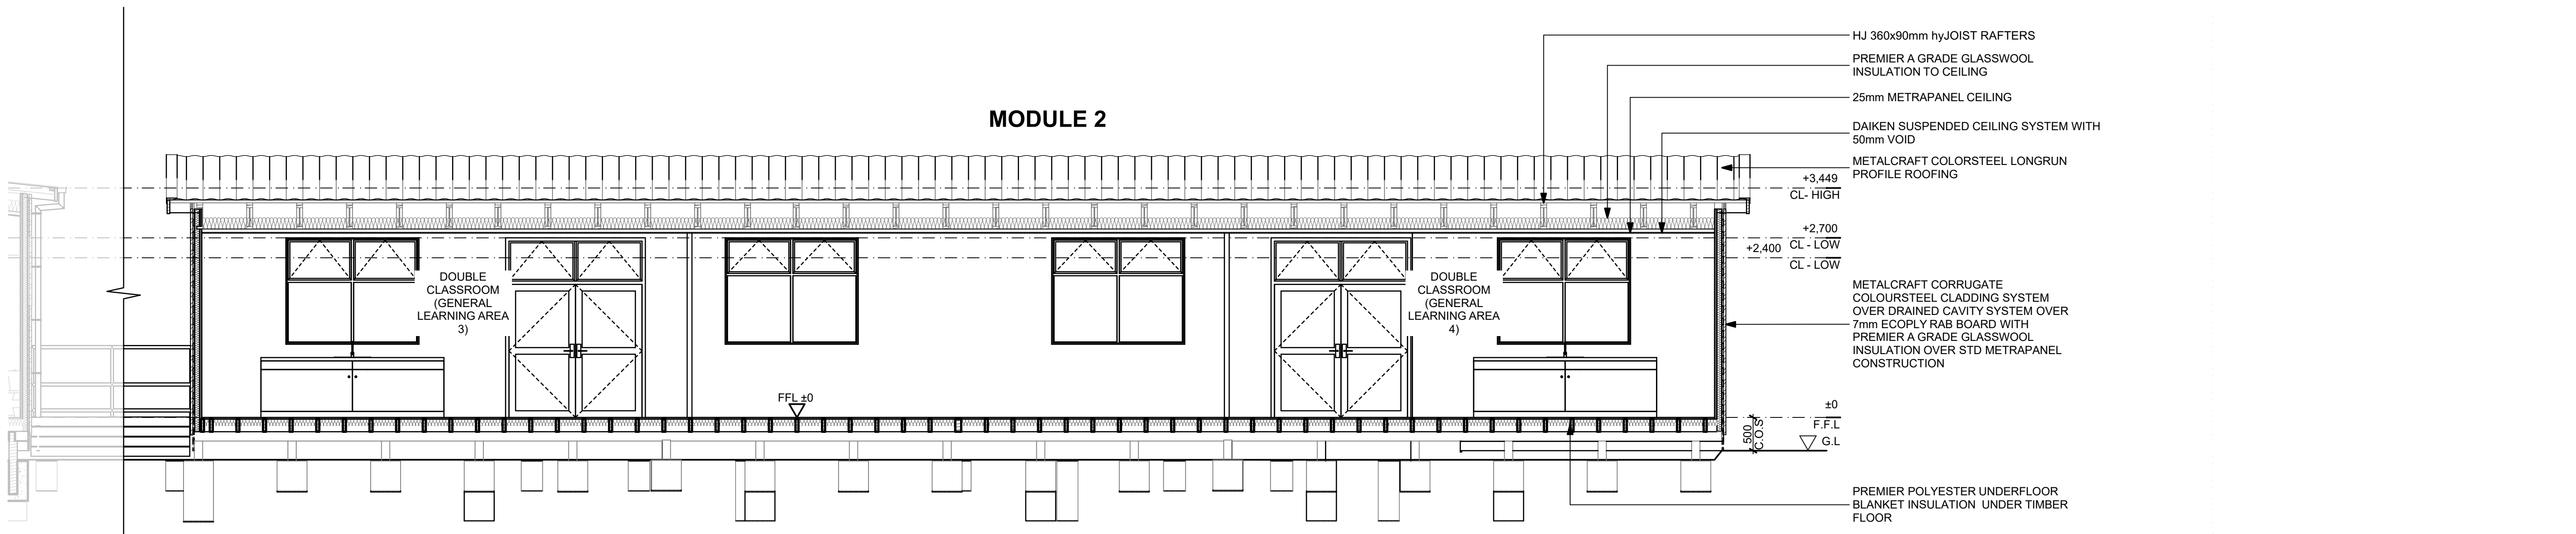 HJ 360x90mm hyJOIST RAFTERS
PREMIER A GRADE GLASSWOOL
INSULATION TO CEILING
25mm METRAPANEL CEILING
MODULE 2
DAIKEN SUSPENDED CEILING SYSTEM WITH
50mm VOID
METALCRAFT COLORSTEEL LONGRUN
PROFILE ROOFING
+3,449
CL- HIGH
+2,700
CL - LOW
+2,400
CL - LOW
DOUBLE
CLASSROOM
(GENERAL
LEARNING AREA
3)
DOUBLE
CLASSROOM
(GENERAL
LEARNING AREA
4)
METALCRAFT CORRUGATE
COLOURSTEEL CLADDING SYSTEM
OVER DRAINED CAVITY SYSTEM OVER
7mm ECOPLY RAB BOARD WITH
PREMIER A GRADE GLASSWOOL
INSULATION OVER STD METRAPANEL
CONSTRUCTION
FFL ±0
±0
F.F.L
500
C.O.S
G.L
PREMIER POLYESTER UNDERFLOOR
BLANKET INSULATION  UNDER TIMBER
FLOOR